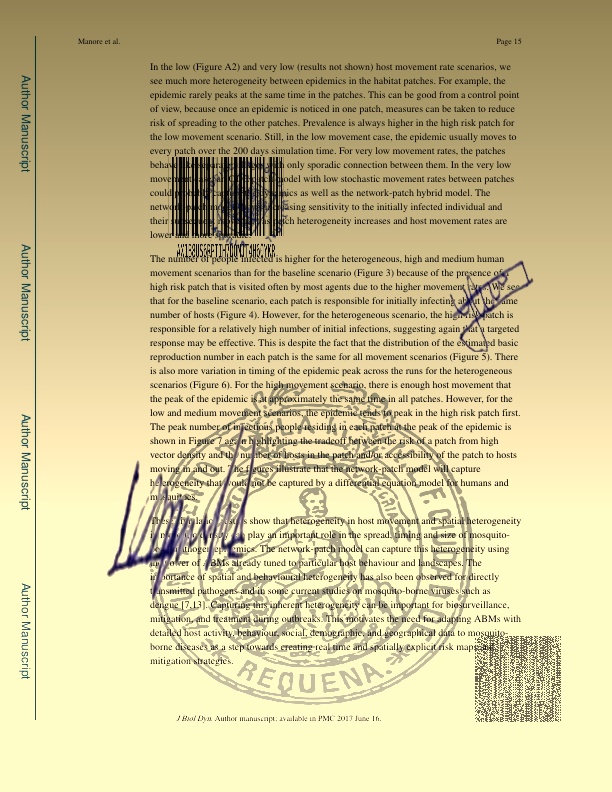 Manore et al.
Page 15
In the low (Figure A2) and very low (results not shown) host movement rate scenarios, we
see much more heterogeneity between epidemics in the habitat patches. For example, the
epidemic rarely peaks at the same time in the patches. This can be good from a control point
of view, because once an epidemic is noticed in one patch, measures can be taken to reduce
risk of spreading to the other patches. Prevalence is always higher in the high risk patch for
the low movement scenario. Still, in the low movement case, the epidemic usually moves to
every patch over the 200 days simulation time. For very low movement rates, the patches
only sporadic connection between them. In the very low
model with low stochastic movement rates between patches
could as well as the network-patch hybrid model. The
sensitivity to the initially infected individual and
their patch heterogeneity increases and host movement rates are
lower
The number of people infected is higher for the heterogeneous, high and medium human
movement scenarios than for the baseline scenario (Figure 3) because of the presence of a
high risk patch that is visited often by most agents due to the higher movement rates. We see
that for the baseline scenario, each patch is responsible for initially infecting about the same
number of hosts (Figure 4). However, for the heterogeneous scenario, the high risk patch is
responsible for a relatively high number of initial infections, suggesting again that a targeted
response may be effective. This is despite the fact that the distribution of the estimated basic
reproduction number in each patch is the same for all movement scenarios (Figure 5). There
is also more variation in timing of the epidemic peak across the runs for the heterogeneous
scenarios (Figure 6). For the high movement scenario, there is enough host movement that
the peak of the epidemic is at approximately the same time in all patches. However, for the
low and medium movement scenarios, the epidemic tends to peak in the high risk patch first.
The peak number of infectious people residing in each patch at the peak of the epidemic is
shown in Figure 7 again highlighting the tradeoff between the risk of a patch from high
vector density and the number of hosts in the patch and/or accessibility of the patch to hosts
moving in and out. The figures illustrate that the network-patch model will capture
heterogeneity that would not be captured by a differential equation model for humans and
mosquitoes.
These show that heterogeneity in host movement and spatial heterogeneity
play an important role in the spread, timing and size of mosquito-
epidemics. The network-patch model can capture this heterogeneity using
power of ABMs already tuned to particular host behaviour and landscapes. The
importance of spatial and behavioural heterogeneity has also been observed for directly
transmitted pathogens and in some current studies on mosquito-borne viruses such as
dengue [7,13]. Capturing this inherent heterogeneity can be important for biosurveillance,
mitigation, and treatment during outbreaks. This motivates the need for adapting ABMs with
detailed host activity, behaviour, social, demographic, and geographical data to mosquito-
borne diseases as a step towards creating real time and spatially explicit risk maps and
mitigation strategies.
REQUENA
J Biol Dyn. Author manuscript; available in PMC 2017 June 16.
Author Manuscript
Author Manuscript
Author Manuscript
Author Manuscript